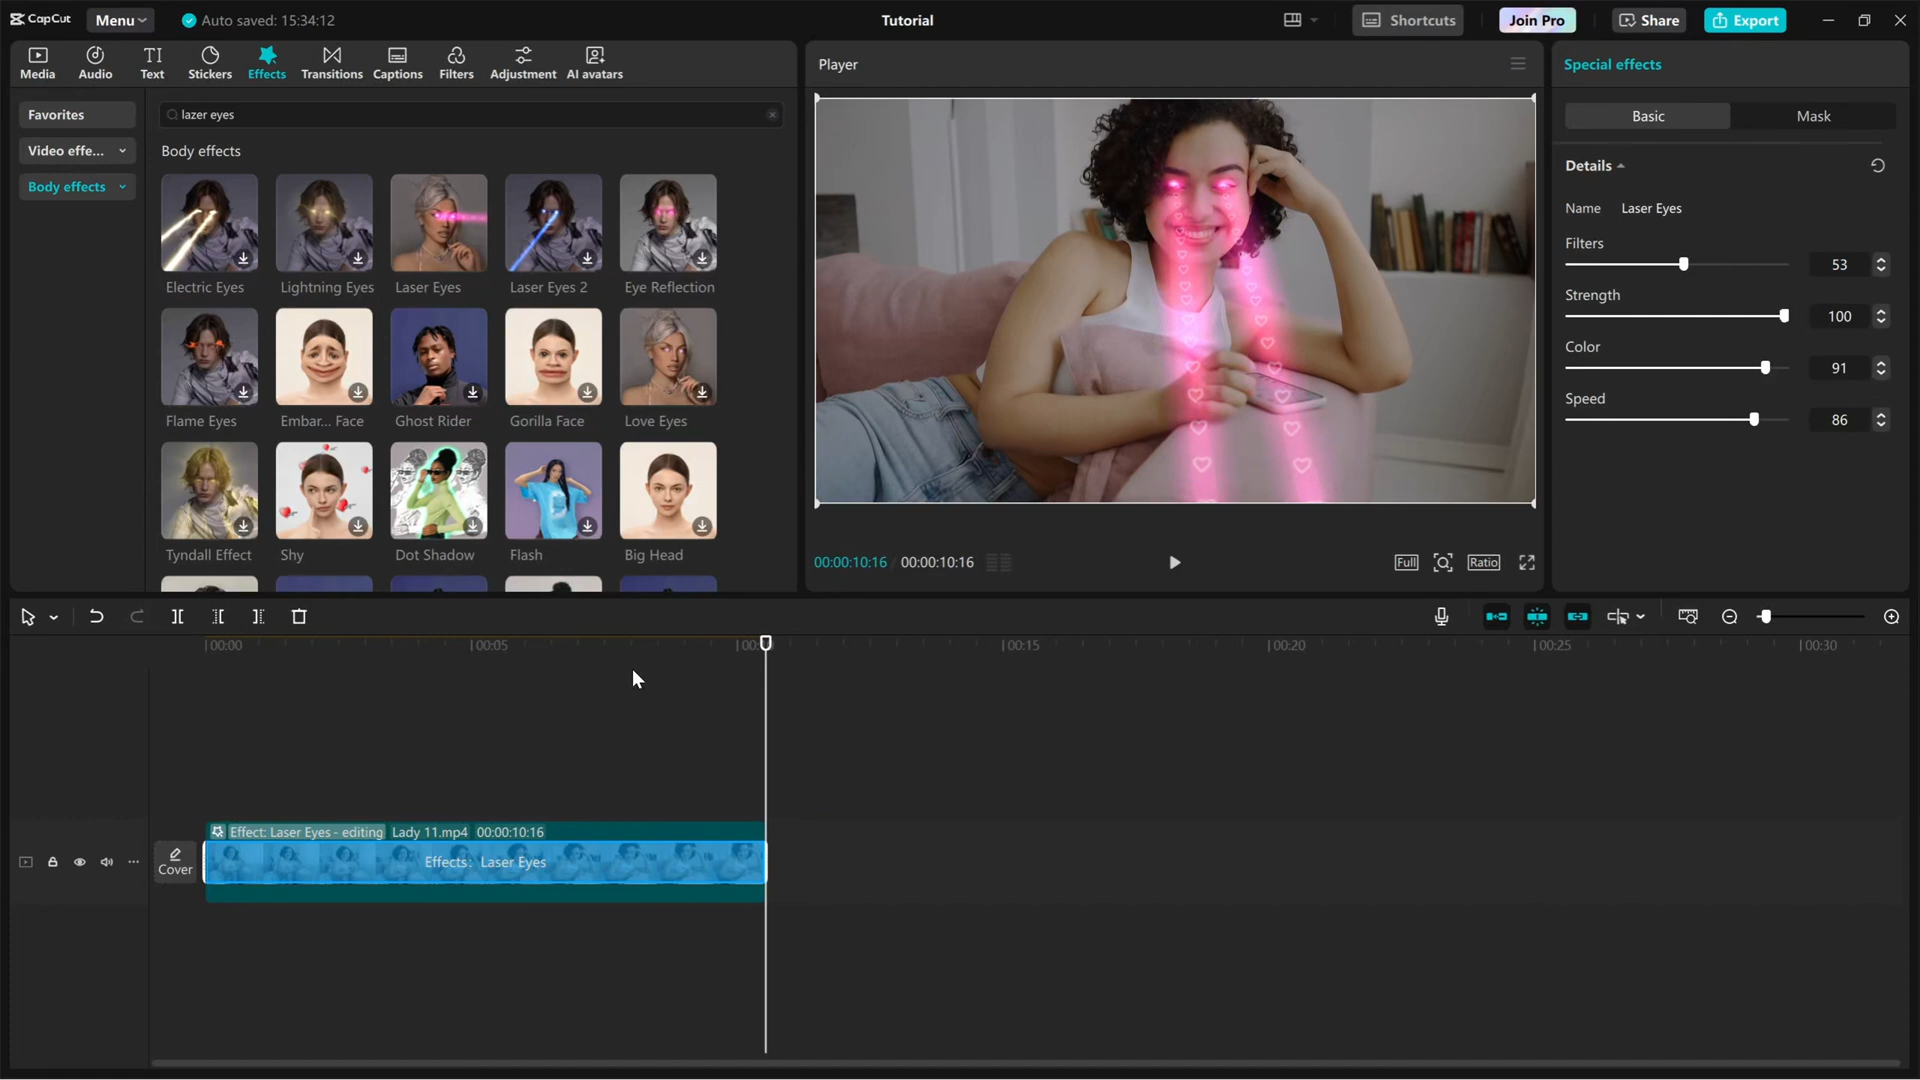 CapCut
Menu
Auto saved: 15:34:12
Tutorial
Shortcuts
Join Pro
Share
Export
Media
Audio
Text
Stickers
Effects
Transitions
Captions
Filters
Adjustment
AI avatars
Favorites
Video effe...
Body effects
lazer eyes
Body effects
Electric Eyes
Lightning Eyes
Laser Eyes
Laser Eyes 2
Eye Reflection
Flame Eyes
Embar... Face
Ghost Rider
Gorilla Face
Love Eyes
Tyndall Effect
Shy
Dot Shadow
Flash
Big Head
Player
00:00:10:16 / 00:00:10:16
Full
Ratio
Special effects
Basic
Mask
Details
Name Laser Eyes
Filters
53
Strength
100
Color
91
Speed
86
00:00
00:05
00:15
00:20
00:25
00:30
Cover
Effect: Laser Eyes - editing Lady 11.mp4 00:00:10:16
Effects: Laser Eyes